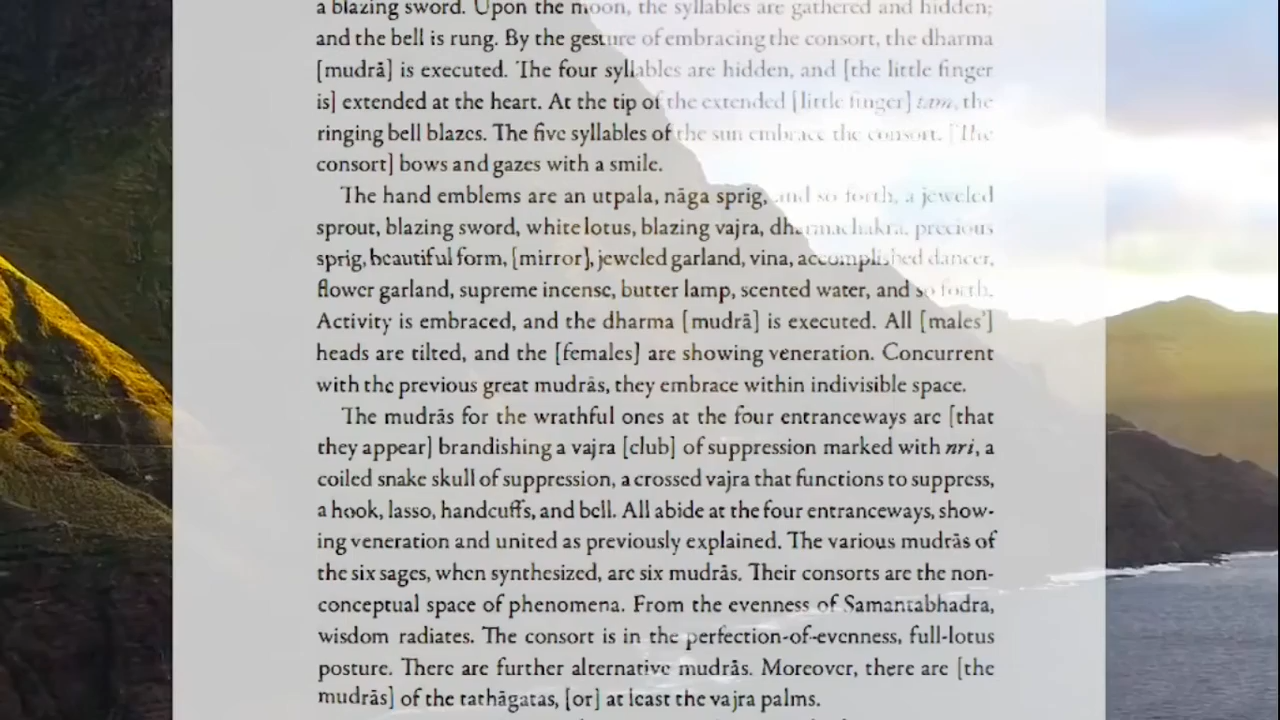 a blazing sword. Upon the moon, the syllables are gathered and hidden;
and the bell is rung. By the gesture of embracing the consort, the dharma
[mudrā] is executed. The four syllables are hidden, and [the little finger
is] extended at the heart. At the tip of the extended [little finger] tam, the
ringing bell blazes. The five syllables of the sun embrace the consort. [The
consort] bows and gazes with a smile.
The hand emblems are an utpala, nāga sprig, and so forth, a jeweled
sprout, blazing sword, white lotus, blazing vajra, dharmachakra, precious
sprig, beautiful form, [mirror], jeweled garland, vina, accomplished dancer,
flower garland, supreme incense, butter lamp, scented water, and so forth.
Activity is embraced, and the dharma [mudrā] is executed. All [males’]
heads are tilted, and the [females] are showing veneration. Concurrent
with the previous great mudrās, they embrace within indivisible space.
The mudrās for the wrathful ones at the four entranceways are [that
they appear] brandishing a vajra [club] of suppression marked with nri, a
coiled snake skull of suppression, a crossed vajra that functions to suppress,
a hook, lasso, handcuffs, and bell. All abide at the four entranceways, show-
ing veneration and united as previously explained. The various mudrās of
the six sages, when synthesized, are six mudrās. Their consorts are the non-
conceptual space of phenomena. From the evenness of Samantabhadra,
wisdom radiates. The consort is in the perfection-of-evenness, full-lotus
posture. There are further alternative mudrās. Moreover, there are [the
mudrās] of the tathāgatas, [or] at least the vajra palms.